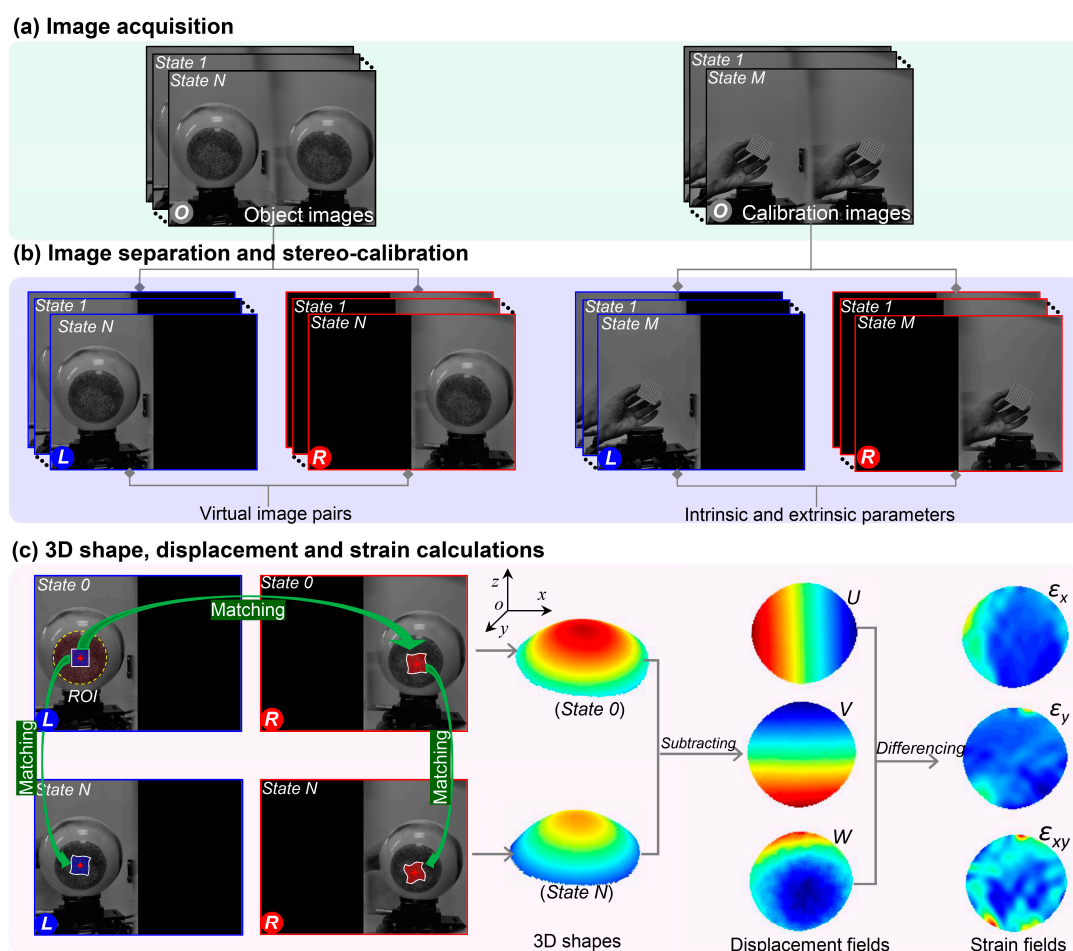 (a) Image acquisition
State 1
State N
O
Object images
State 1
State M
O
Calibration images
(b) Image separation and stereo-calibration
State 1
State N
L
State 1
State N
R
State 1
State M
L
State 1
State M
R
Virtual image pairs
Intrinsic and extrinsic parameters
(c) 3D shape, displacement and strain calculations
State 0
State 0
Matching
ROI
L
R
Matching
Matching
State N
State N
L
R
z
o
x
y
(State 0)
(State N)
3D shapes
Subtracting
U
V
W
Displacement fields
Differencing
εx
εy
εxy
Strain fields